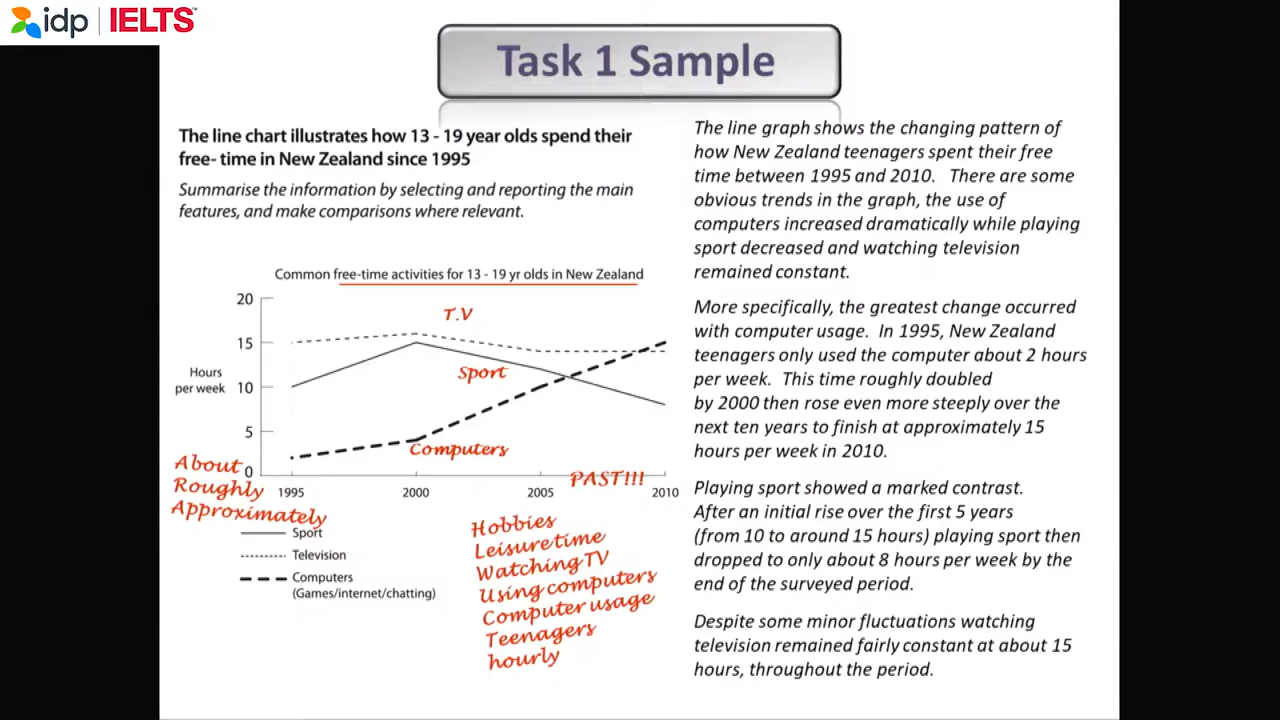 idp IELTS™
Task 1 Sample
The line chart illustrates how 13 - 19 year olds spend their
free- time in New Zealand since 1995
Summarise the information by selecting and reporting the main
features, and make comparisons where relevant.
Common free-time activities for 13 - 19 yr olds in New Zealand
20
15
10
5
0
Hours
per week
T.V
Sport
Computers
PAST!!!
1995
2000
2005
2010
About
Roughly
Approximately
Sport
Television
Computers
(Games/internet/chatting)
Hobbies
Leisure time
Watching TV
Using computers
Computer usage
Teenagers
hourly
The line graph shows the changing pattern of
how New Zealand teenagers spent their free
time between 1995 and 2010. There are some
obvious trends in the graph, the use of
computers increased dramatically while playing
sport decreased and watching television
remained constant.
More specifically, the greatest change occurred
with computer usage. In 1995, New Zealand
teenagers only used the computer about 2 hours
per week. This time roughly doubled
by 2000 then rose even more steeply over the
next ten years to finish at approximately 15
hours per week in 2010.
Playing sport showed a marked contrast.
After an initial rise over the first 5 years
(from 10 to around 15 hours) playing sport then
dropped to only about 8 hours per week by the
end of the surveyed period.
Despite some minor fluctuations watching
television remained fairly constant at about 15
hours, throughout the period.